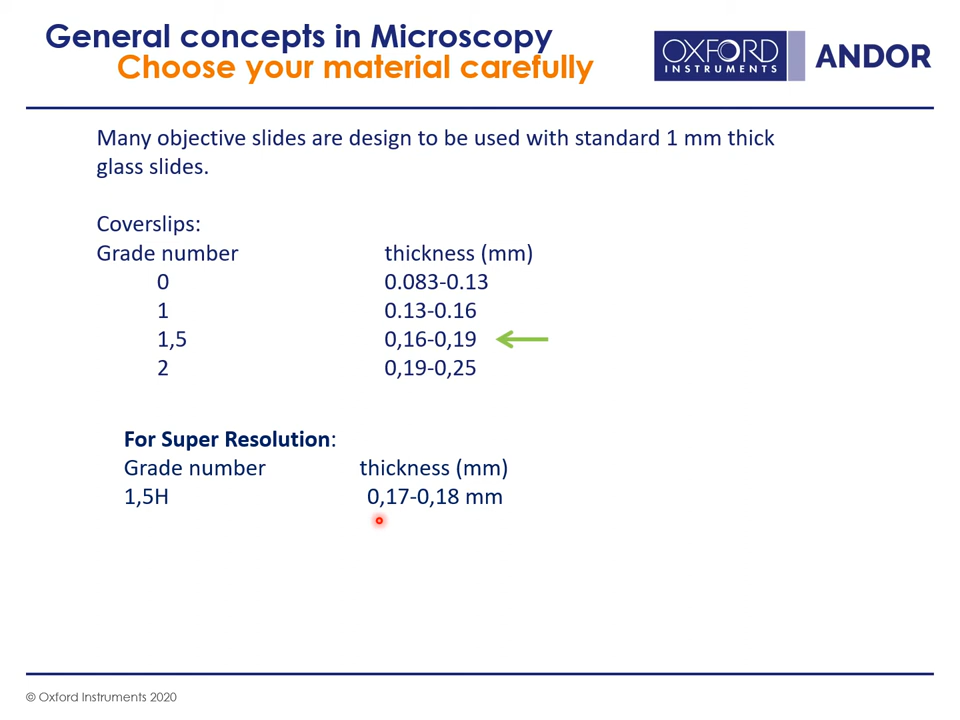 General concepts in Microscopy
Choose your material carefully
OXFORD
INSTRUMENTS
ANDOR
Many objective slides are design to be used with standard 1 mm thick
glass slides.
Coverslips:
Grade number thickness (mm)
0 0.083-0.13
1 0.13-0.16
1,5 0,16-0,19
2 0,19-0,25
For Super Resolution:
Grade number thickness (mm)
1,5H 0,17-0,18 mm
© Oxford Instruments 2020